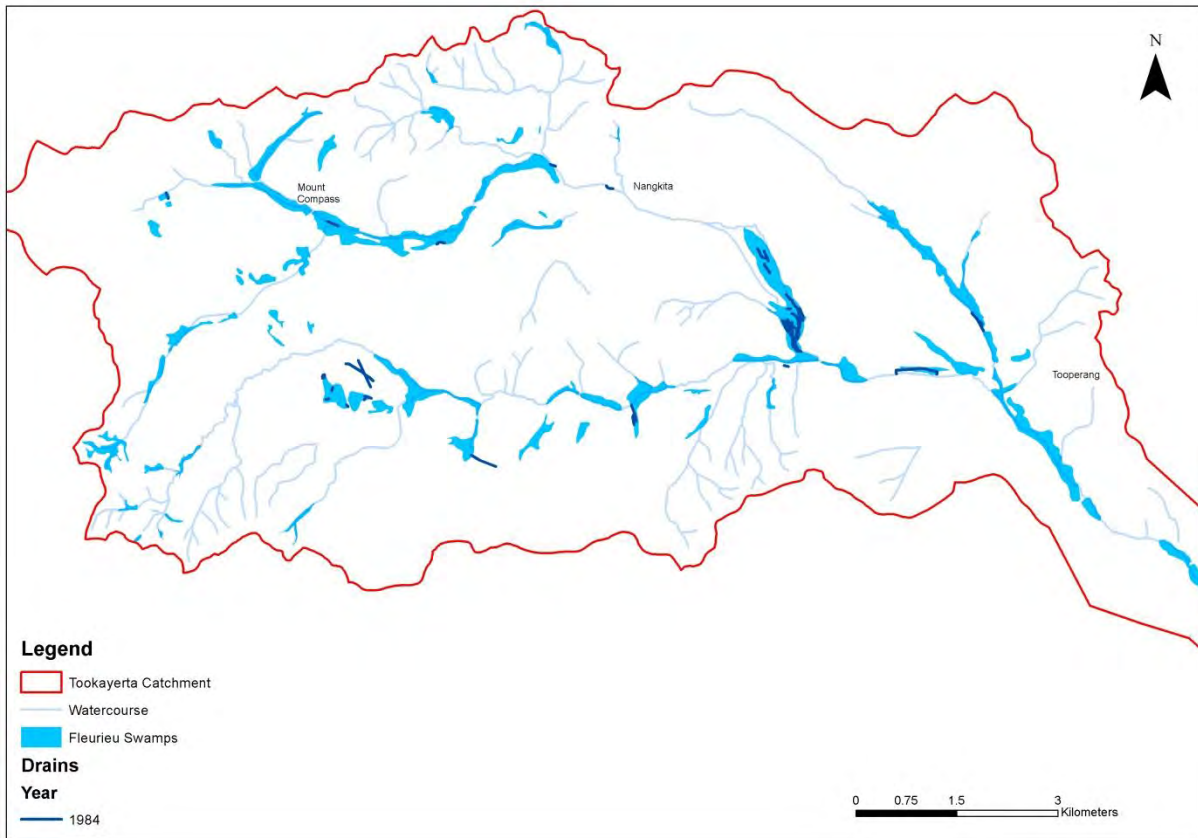 N
Mount
Compass
Nangkita
Tooperang
Legend
Tookayerta Catchment
Watercourse
Fleurieu Swamps
Drains
Year
1984
0 0.75 1.5 3
Kilometers